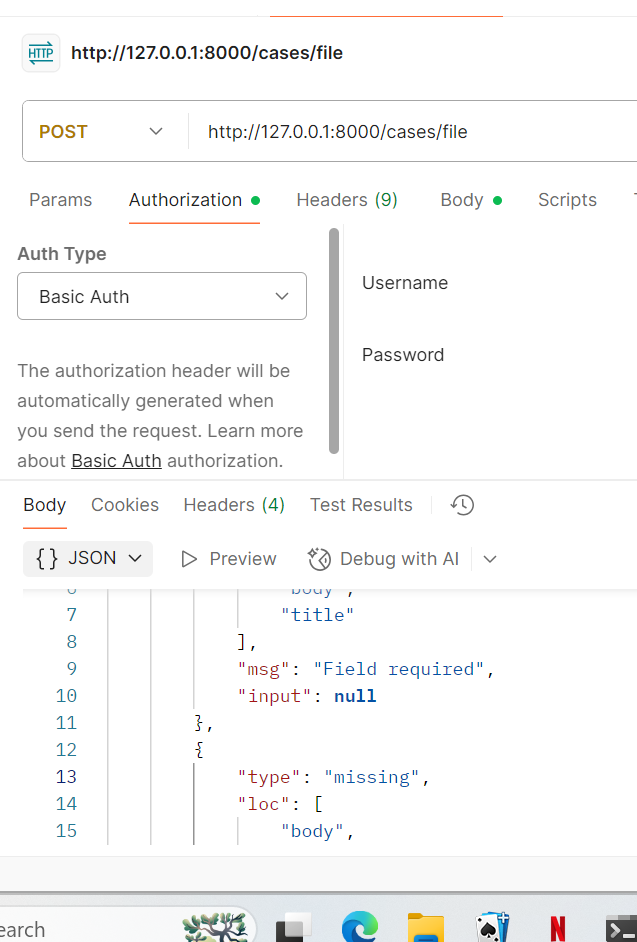 HTTP http://127.0.0.1:8000/cases/file
POST http://127.0.0.1:8000/cases/file
Params Authorization Headers (9) Body Scripts
Auth Type
Basic Auth
Username
Password
The authorization header will be
automatically generated when
you send the request. Learn more
about Basic Auth authorization.
Body Cookies Headers (4) Test Results
{} JSON Preview Debug with AI
6 "body",
7 "title"
8 ],
9 "msg": "Field required",
10 "input": null
11 },
12 {
13 "type": "missing",
14 "loc": [
15 "body",
earch
N